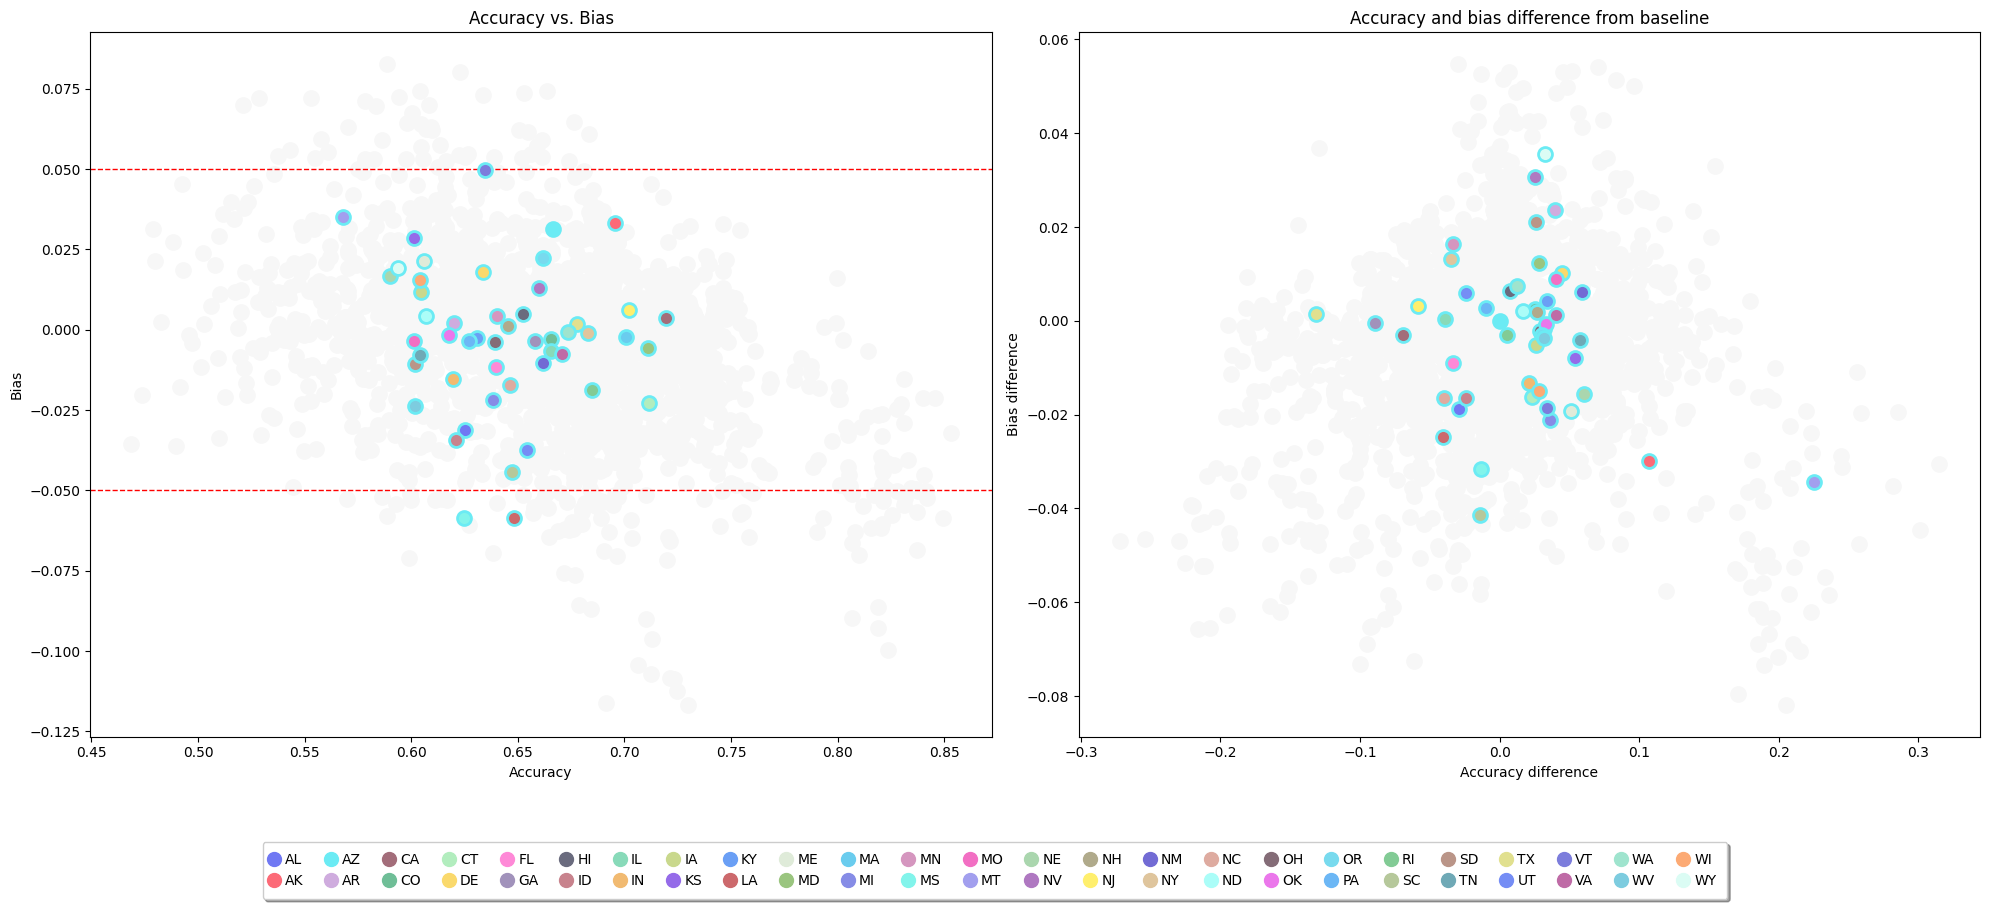 Accuracy vs. Bias
Accuracy and bias difference from baseline
0.075
0.050
0.025
0.000
−0.025
−0.050
−0.075
−0.100
−0.125
Bias
0.45 0.50 0.55 0.60 0.65 0.70 0.75 0.80 0.85
Accuracy
0.06
0.04
0.02
0.00
−0.02
−0.04
−0.06
−0.08
Bias difference
−0.3 −0.2 −0.1 0.0 0.1 0.2 0.3
Accuracy difference
AL AZ CA CT FL HI IL IA KY ME MA MN MO NE NH NM NC OH OR RI SD TX VT WA WI
AK AR CO DE GA ID IN KS LA MD MI MS MT NV NJ NY ND OK PA SC TN UT VA WV WY